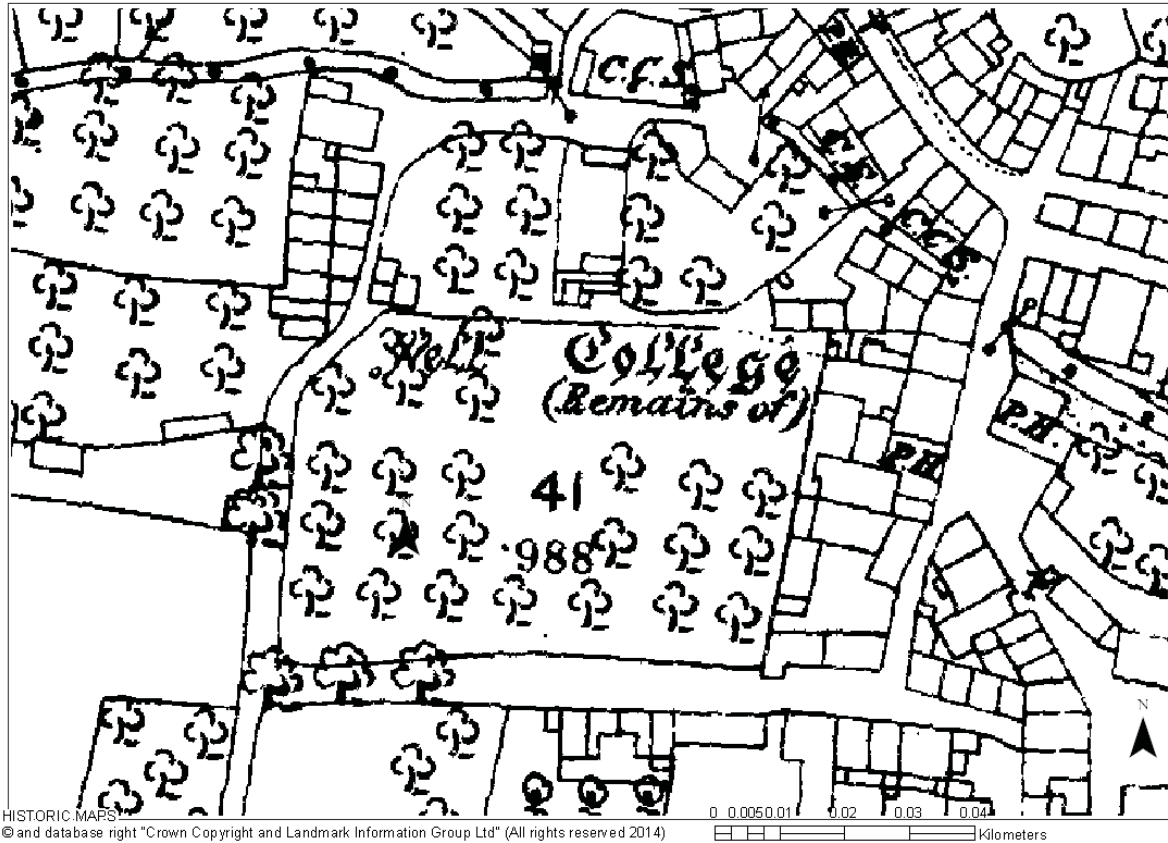 C.C.S.
C.C.S.
Well
College
(Remains of)
P.H.
P.H.
41
.988
N
N
HISTORIC MAPS
© and database right "Crown Copyright and Landmark Information Group Ltd" (All rights reserved 2014)
0 0.005 0.01 0.02 0.03 0.04
Kilometers